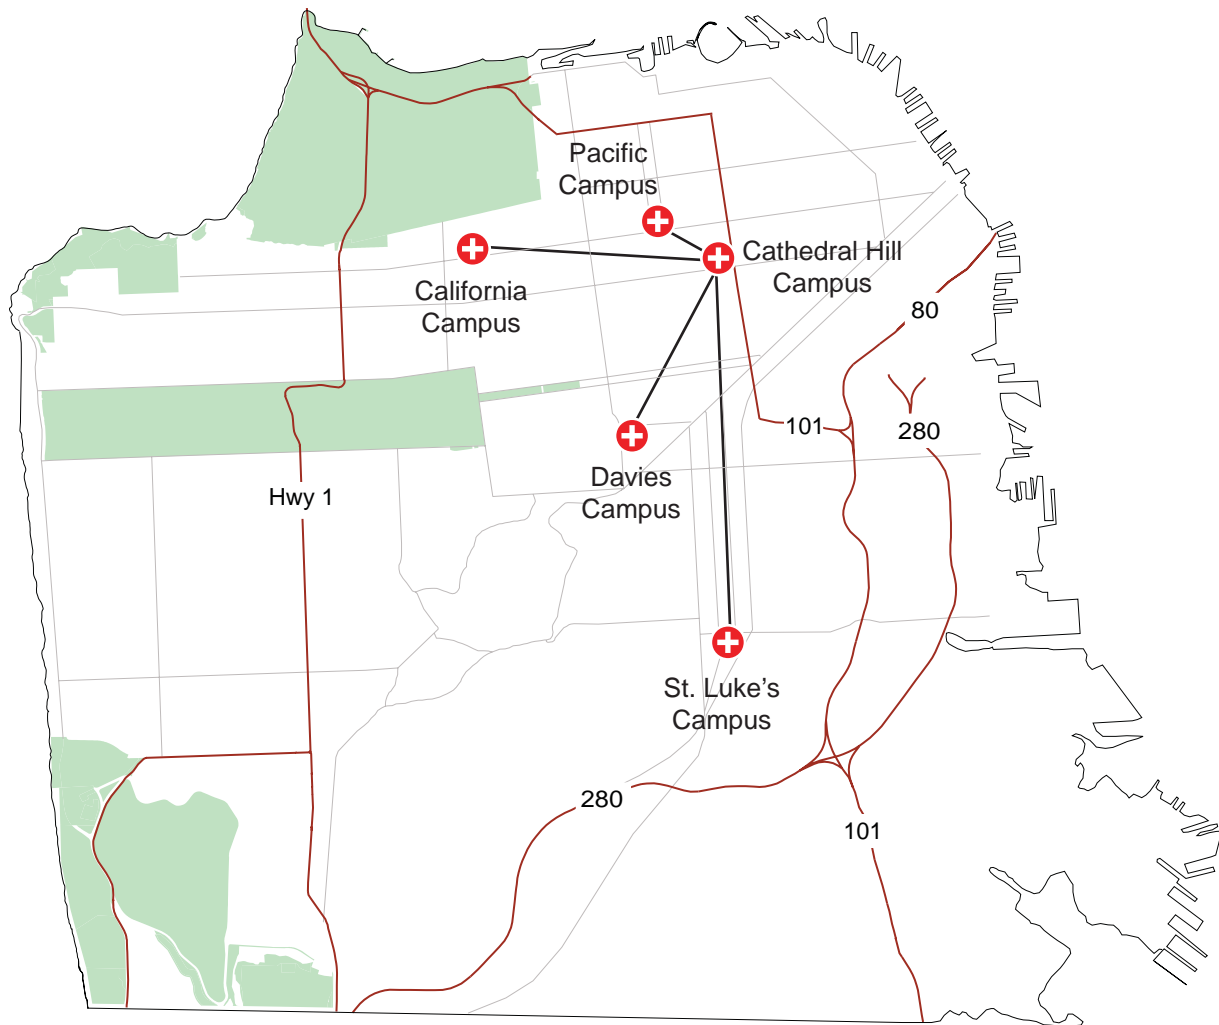 Pacific
Campus
Cathedral Hill
Campus
California
Campus
80
101
280
Davies
Campus
Hwy 1
St. Luke’s
Campus
280
101